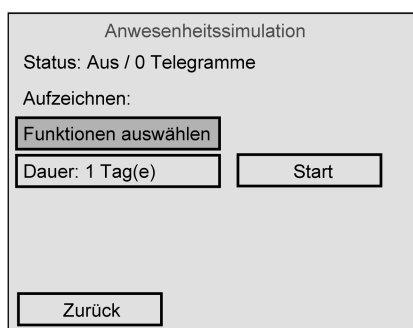 Anwesenheitssimulation
Status: Aus / 0 Telegramme
Aufzeichnen:
Funktionen auswählen
Dauer: 1 Tag(e) Start
Zurück